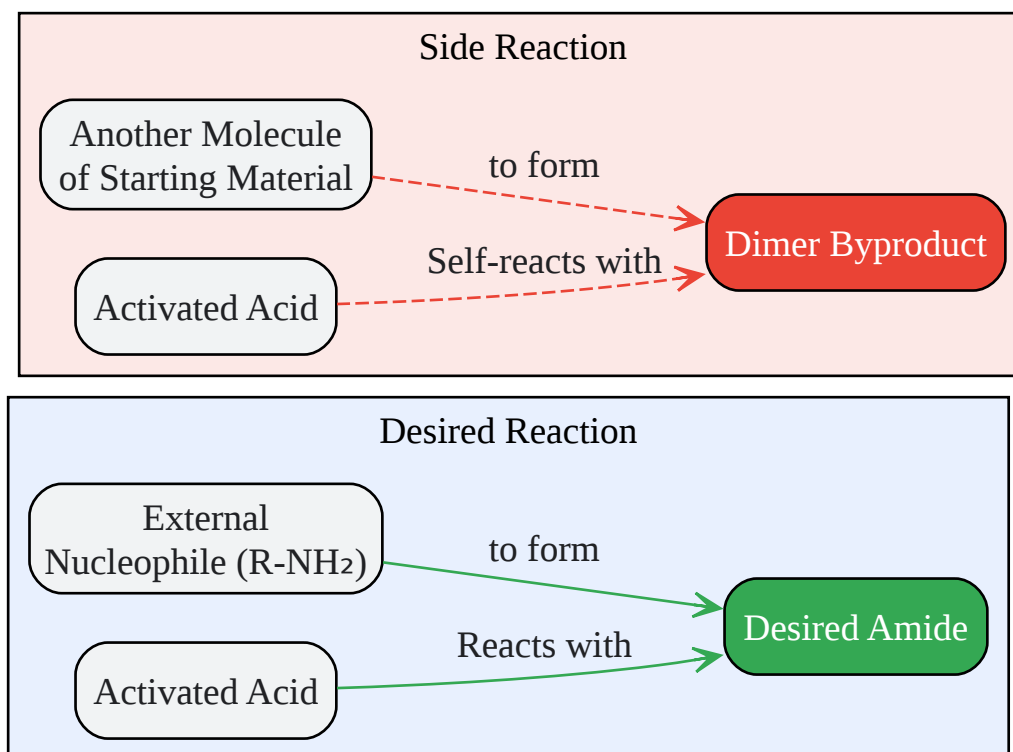 Side Reaction
Another Molecule
of Starting Material
to form
Dimer Byproduct
Self-reacts with
Activated Acid
Desired Reaction
External
Nucleophile (R-NH₂)
to form
Desired Amide
Reacts with
Activated Acid